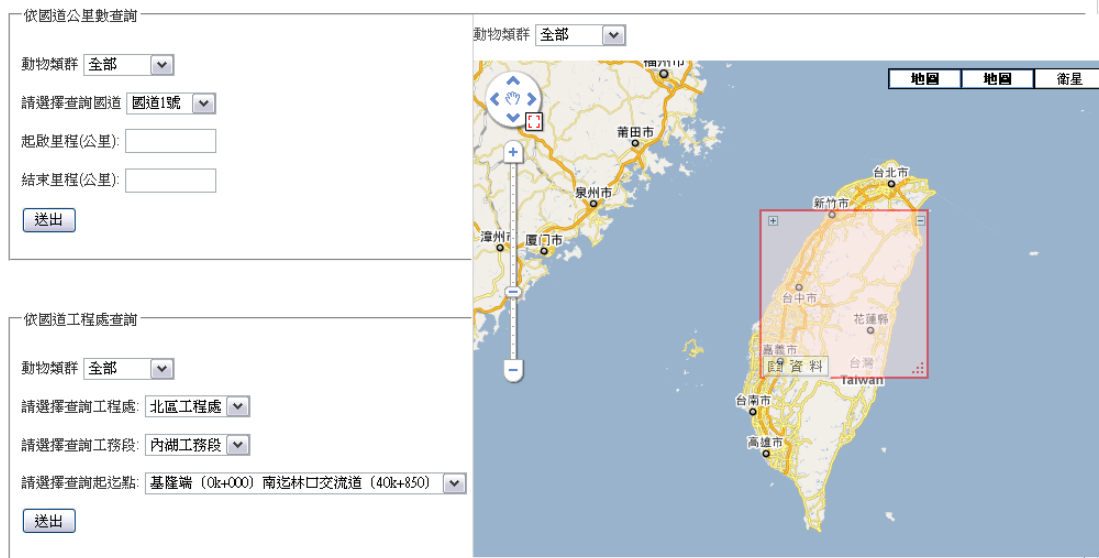 依國道公里數查詢
動物類群 全部
請選擇查詢國道 國道1號
起啟里程(公里):
結束里程(公里):
送出
依國道工程處查詢
動物類群 全部
請選擇查詢工程處: 北區工程處
請選擇查詢工務段: 內湖工務段
請選擇查詢起迄點: 基隆端 (0k+000) 南迄林口交流道 (40k+850)
送出
動物類群 全部
地圖 地圖 衛星
福州市
莆田市
泉州市
漳州市
厦门市
台北市
新竹市
台中市
花蓮縣
嘉義市
台灣
資料
Taiwan
台南市
高雄市